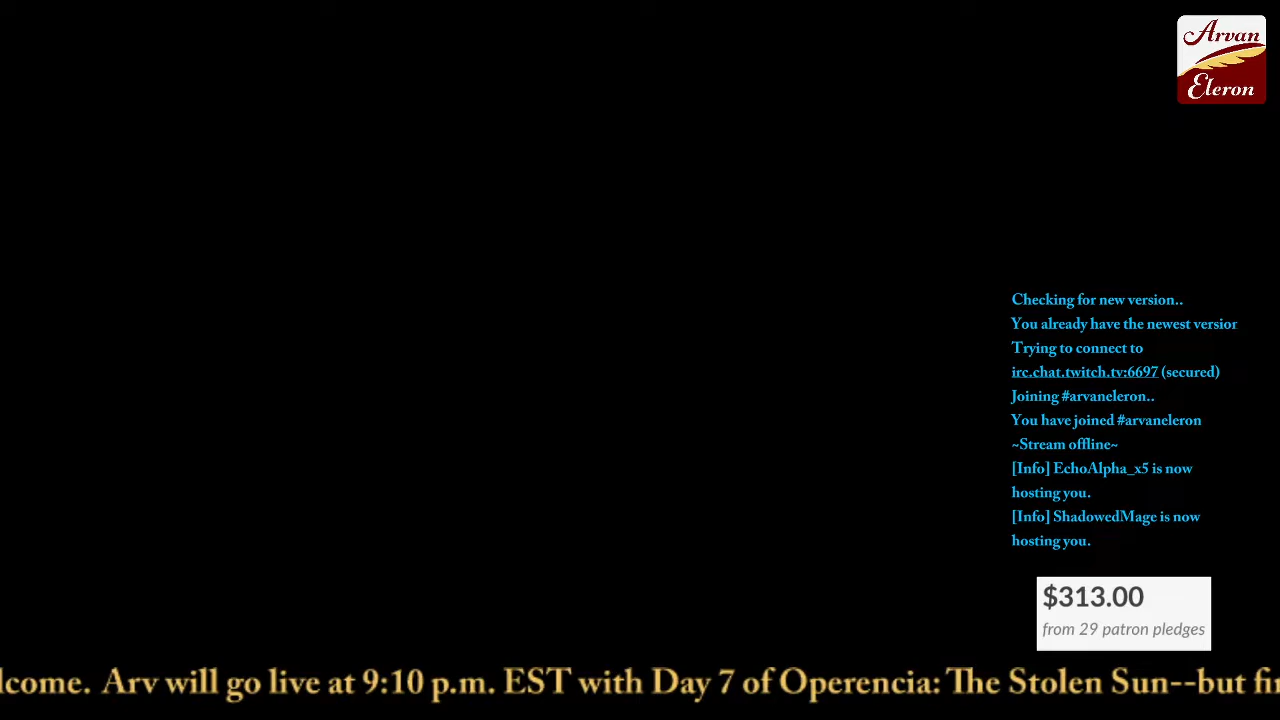 Arvan
Eleron
Checking for new version..
You already have the newest versior
Trying to connect to
irc.chat.twitch.tv:6697 (secured)
Joining #arvaneleron..
You have joined #arvaneleron
~Stream offline~
[Info] EchoAlpha_x5 is now
hosting you.
[Info] ShadowedMage is now
hosting you.
$313.00
from 29 patron pledges
lcome. Arv will go live at 9:10 p.m. EST with Day 7 of Operencia: The Stolen Sun--but fi